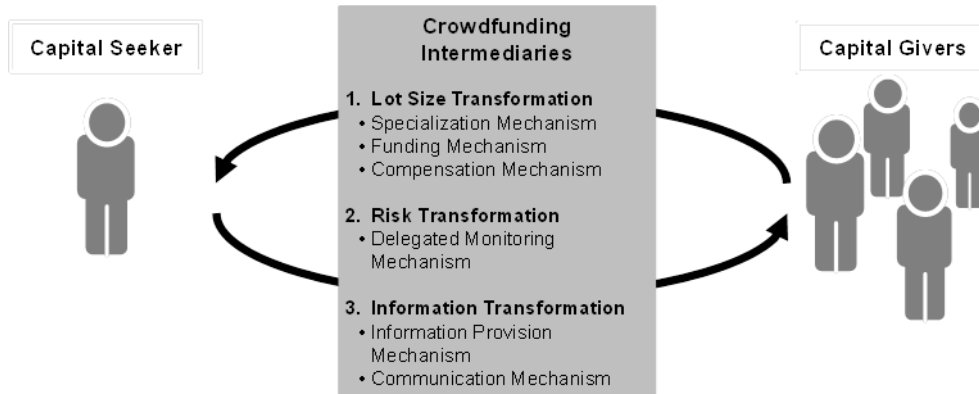 Capital Seeker
Crowdfunding
Intermediaries
1. Lot Size Transformation
• Specialization Mechanism
• Funding Mechanism
• Compensation Mechanism
2. Risk Transformation
• Delegated Monitoring
Mechanism
3. Information Transformation
• Information Provision
Mechanism
• Communication Mechanism
Capital Givers